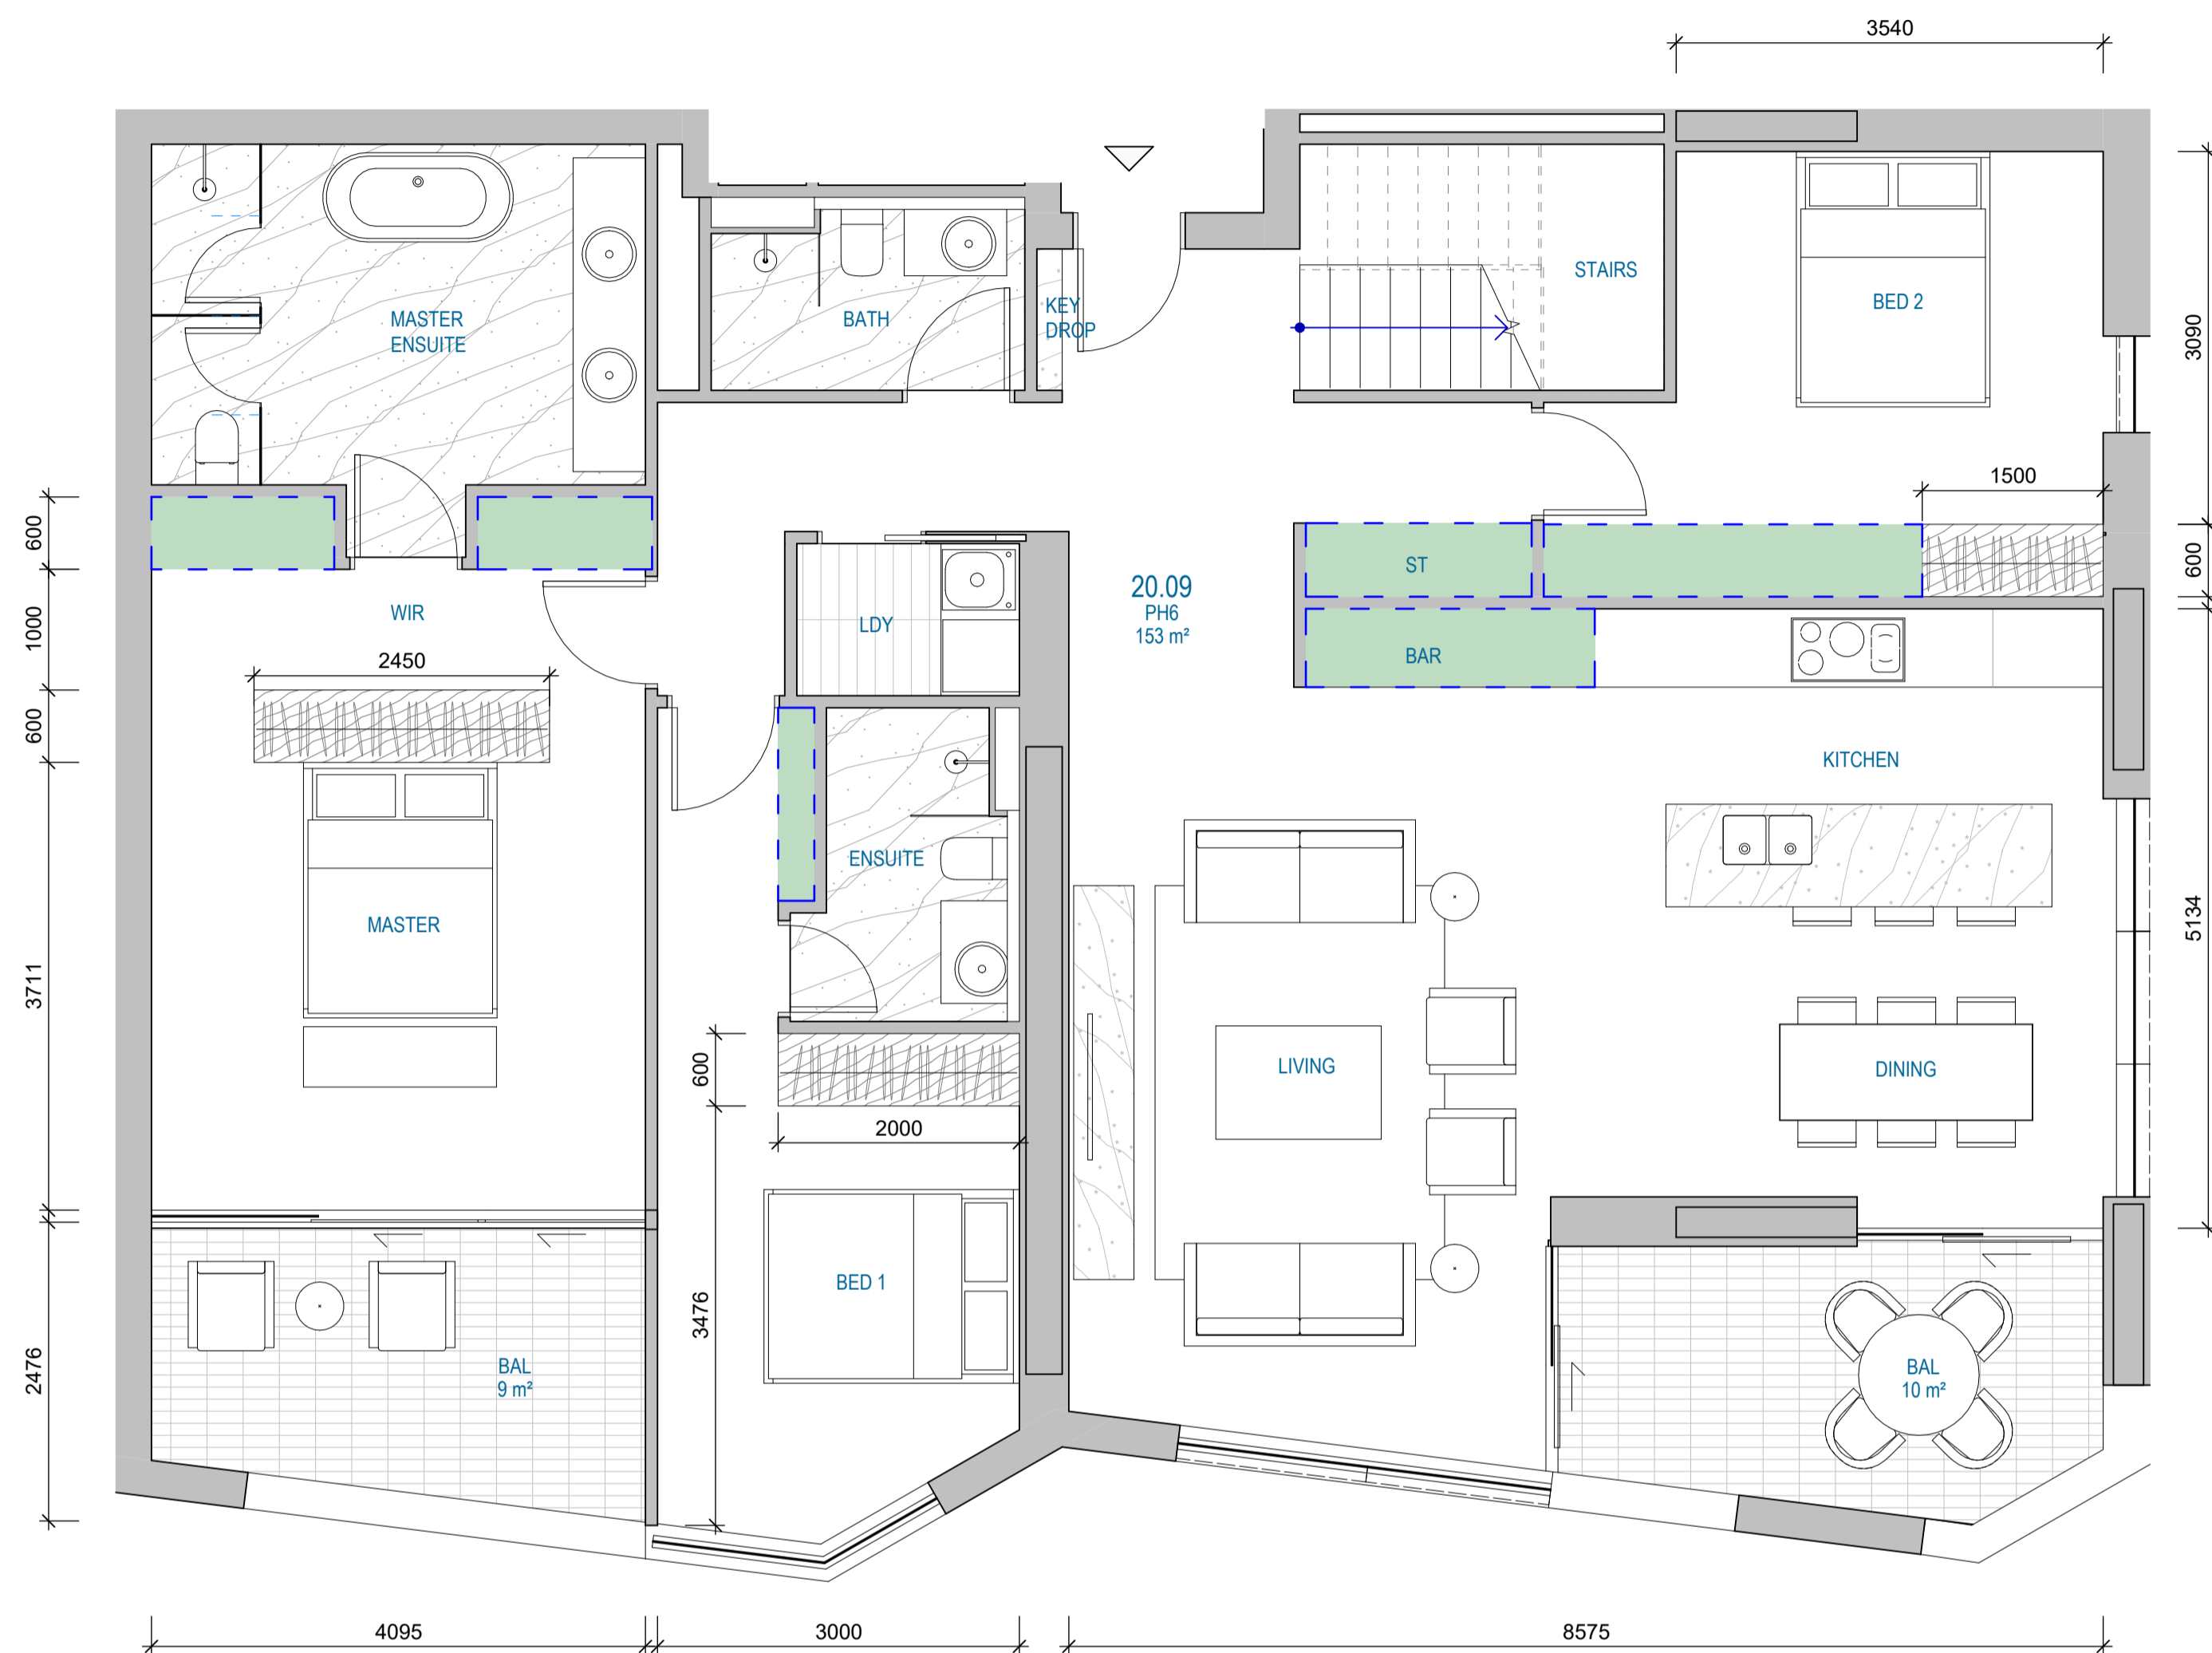 3540
3090
600
5134
1500
600
1000
600
3711
2476
MASTER
ENSUITE
BATH
KEY
DROP
STAIRS
BED 2
WIR
2450
LDY
20.09
PH6
153 m²
ST
BAR
KITCHEN
MASTER
ENSUITE
600
2000
3476
BED 1
LIVING
DINING
BAL
9 m²
BAL
10 m²
4095
3000
8575